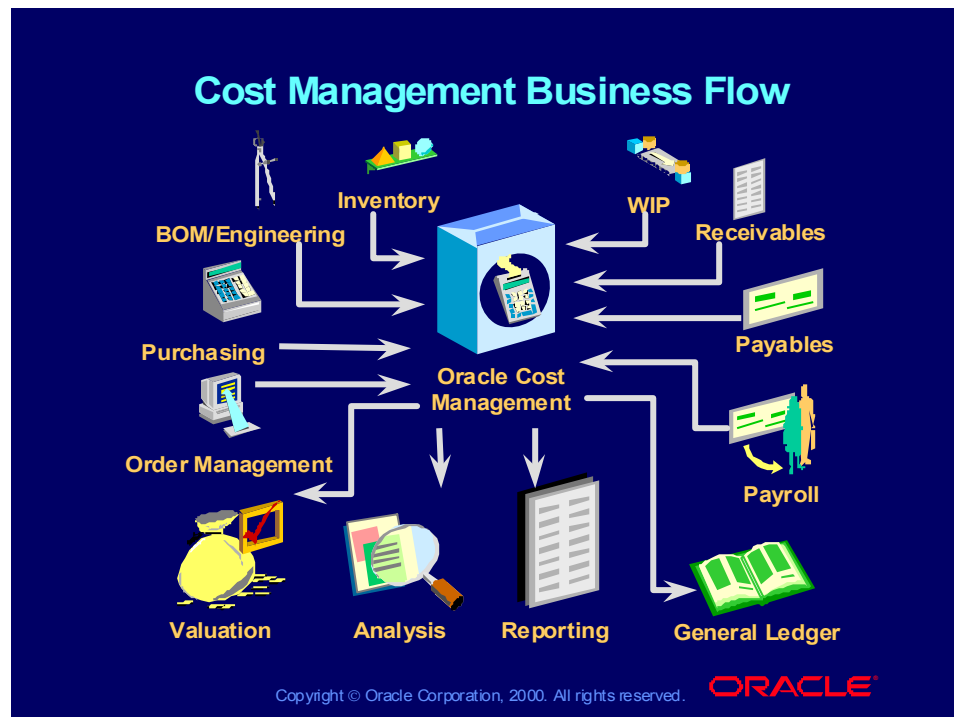 Cost Management Business Flow
Inventory
WIP
BOM/Engineering
Receivables
Purchasing
Payables
Oracle Cost
Management
Order Management
Payroll
Valuation
Analysis
Reporting
General Ledger
Copyright © Oracle Corporation, 2000. All rights reserved.
ORACLE®